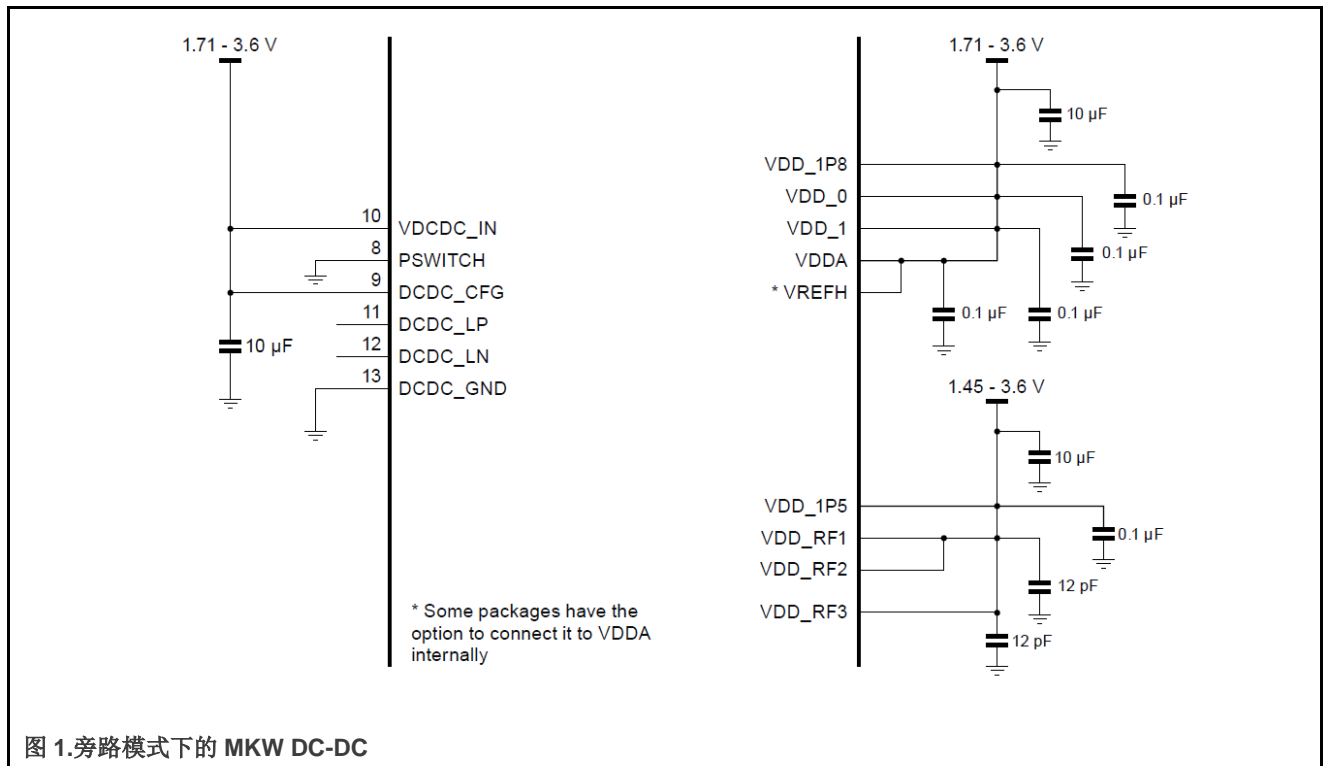 1.71 - 3.6 V
10
VDCDC_IN
8
PSWITCH
9
DCDC_CFG
11
DCDC_LP
10 µF
12
DCDC_LN
13
DCDC_GND
* Some packages have the
option to connect it to VDDA
internally
1.71 - 3.6 V
10 µF
VDD_1P8
0.1 µF
VDD_0
VDD_1
0.1 µF
VDDA
* VREFH
0.1 µF
0.1 µF
1.45 - 3.6 V
10 µF
VDD_1P5
0.1 µF
VDD_RF1
VDD_RF2
12 pF
VDD_RF3
12 pF
图 1.旁路模式下的 MKW DC-DC